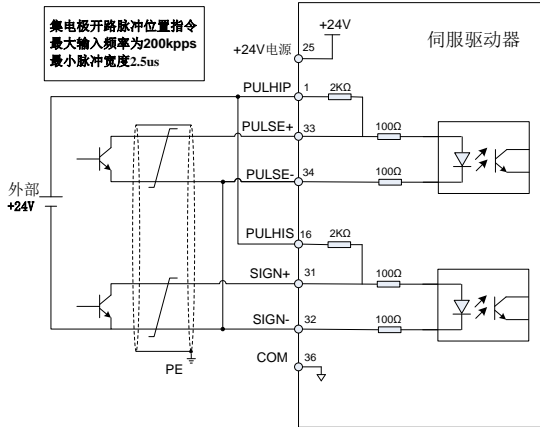 集电极开路脉冲位置指令
最大输入频率为200kpps
最小脉冲宽度2.5us
+24V
+24V电源
25
伺服驱动器
PULHIP
1
2KΩ
PULSE+
33
100Ω
PULSE-
34
100Ω
外部
+24V
PULHIS
16
2KΩ
SIGN+
31
100Ω
SIGN-
32
100Ω
COM
36
PE